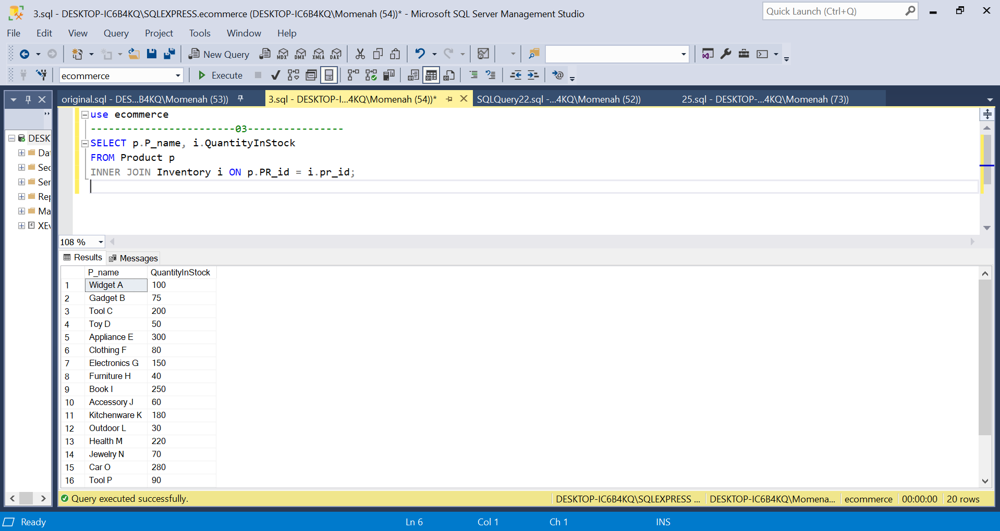 3.sql - DESKTOP-IC6B4KQ\SQLEXPRESS.ecommerce (DESKTOP-IC6B4KQ\Momenah (54))* - Microsoft SQL Server Management Studio
Quick Launch (Ctrl+Q)
File Edit View Query Project Tools Window Help
New Query MDX DMX XMLA DAX
ecommerce Execute
original.sql - DES...B4KQ\Momenah (53)) 3.sql - DESKTOP-I...4KQ\Momenah (54))* SQLQuery22.sql -...4KQ\Momenah (52)) 25.sql - DESKTOP-...4KQ\Momenah (73))
DESK
Dat
Sec
Ser
Rep
Ma
XEv
use ecommerce
------------------------03----------------
SELECT p.P_name, i.QuantityInStock
FROM Product p
INNER JOIN Inventory i ON p.PR_id = i.pr_id;
108 %
Results Messages
P_name QuantityInStock
1 Widget A 100
2 Gadget B 75
3 Tool C 200
4 Toy D 50
5 Appliance E 300
6 Clothing F 80
7 Electronics G 150
8 Furniture H 40
9 Book I 250
10 Accessory J 60
11 Kitchenware K 180
12 Outdoor L 30
13 Health M 220
14 Jewelry N 70
15 Car O 280
16 Tool P 90
Query executed successfully. DESKTOP-IC6B4KQ\SQLEXPRESS ... DESKTOP-IC6B4KQ\Momena... ecommerce 00:00:00 20 rows
Ready Ln 6 Col 1 Ch 1 INS